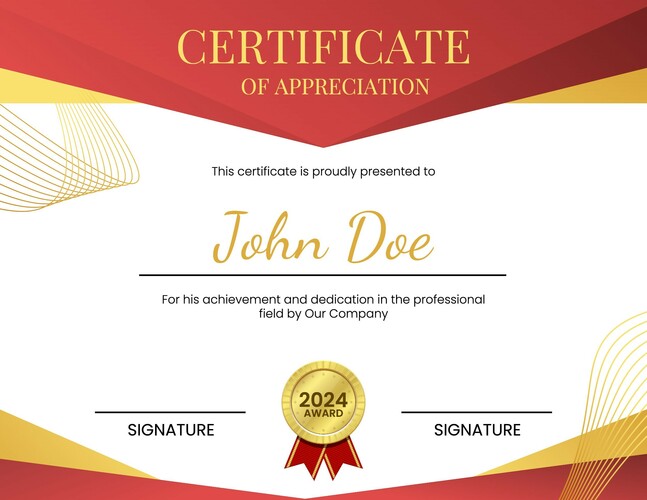 CERTIFICATE
OF APPRECIATION
This certificate is proudly presented to
John Doe
For his achievement and dedication in the professional
field by Our Company
2024
AWARD
SIGNATURE
SIGNATURE